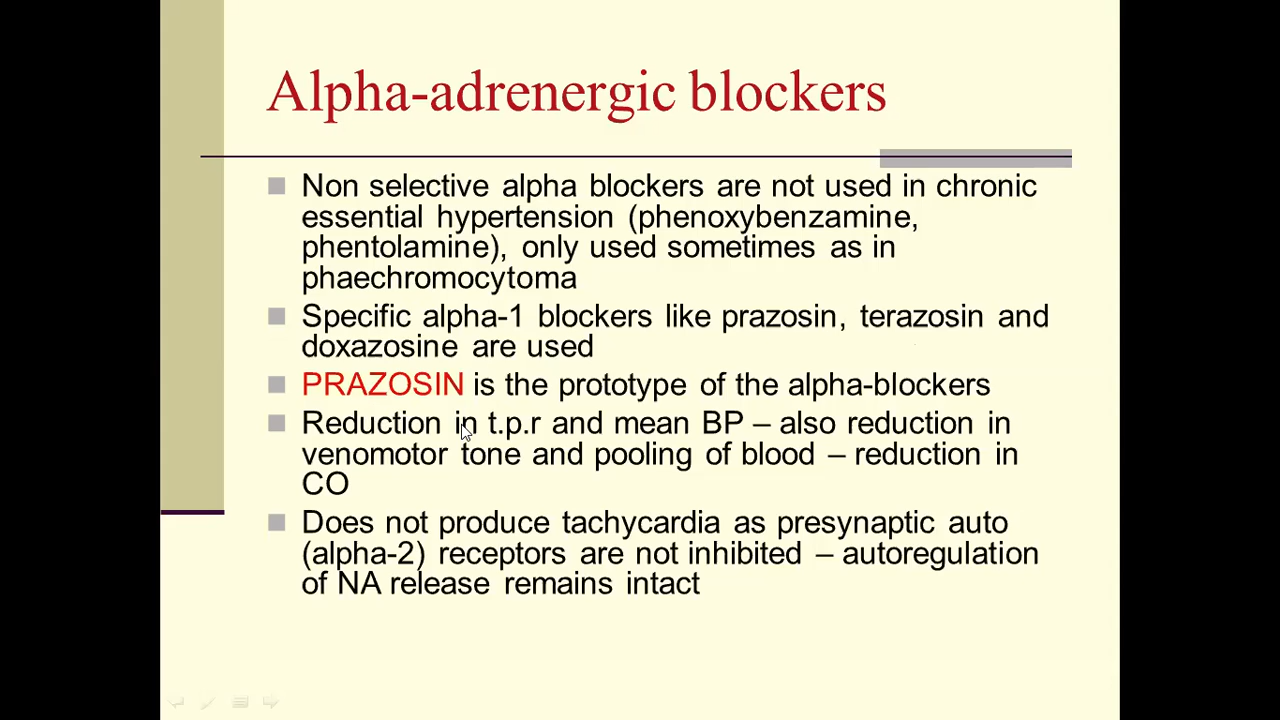 Alpha-adrenergic blockers
Non selective alpha blockers are not used in chronic
essential hypertension (phenoxybenzamine,
phentolamine), only used sometimes as in
phaechromocytoma
Specific alpha-1 blockers like prazosin, terazosin and
doxazosine are used
PRAZOSIN is the prototype of the alpha-blockers
Reduction in t.p.r and mean BP – also reduction in
venomotor tone and pooling of blood – reduction in
CO
Does not produce tachycardia as presynaptic auto
(alpha-2) receptors are not inhibited – autoregulation
of NA release remains intact